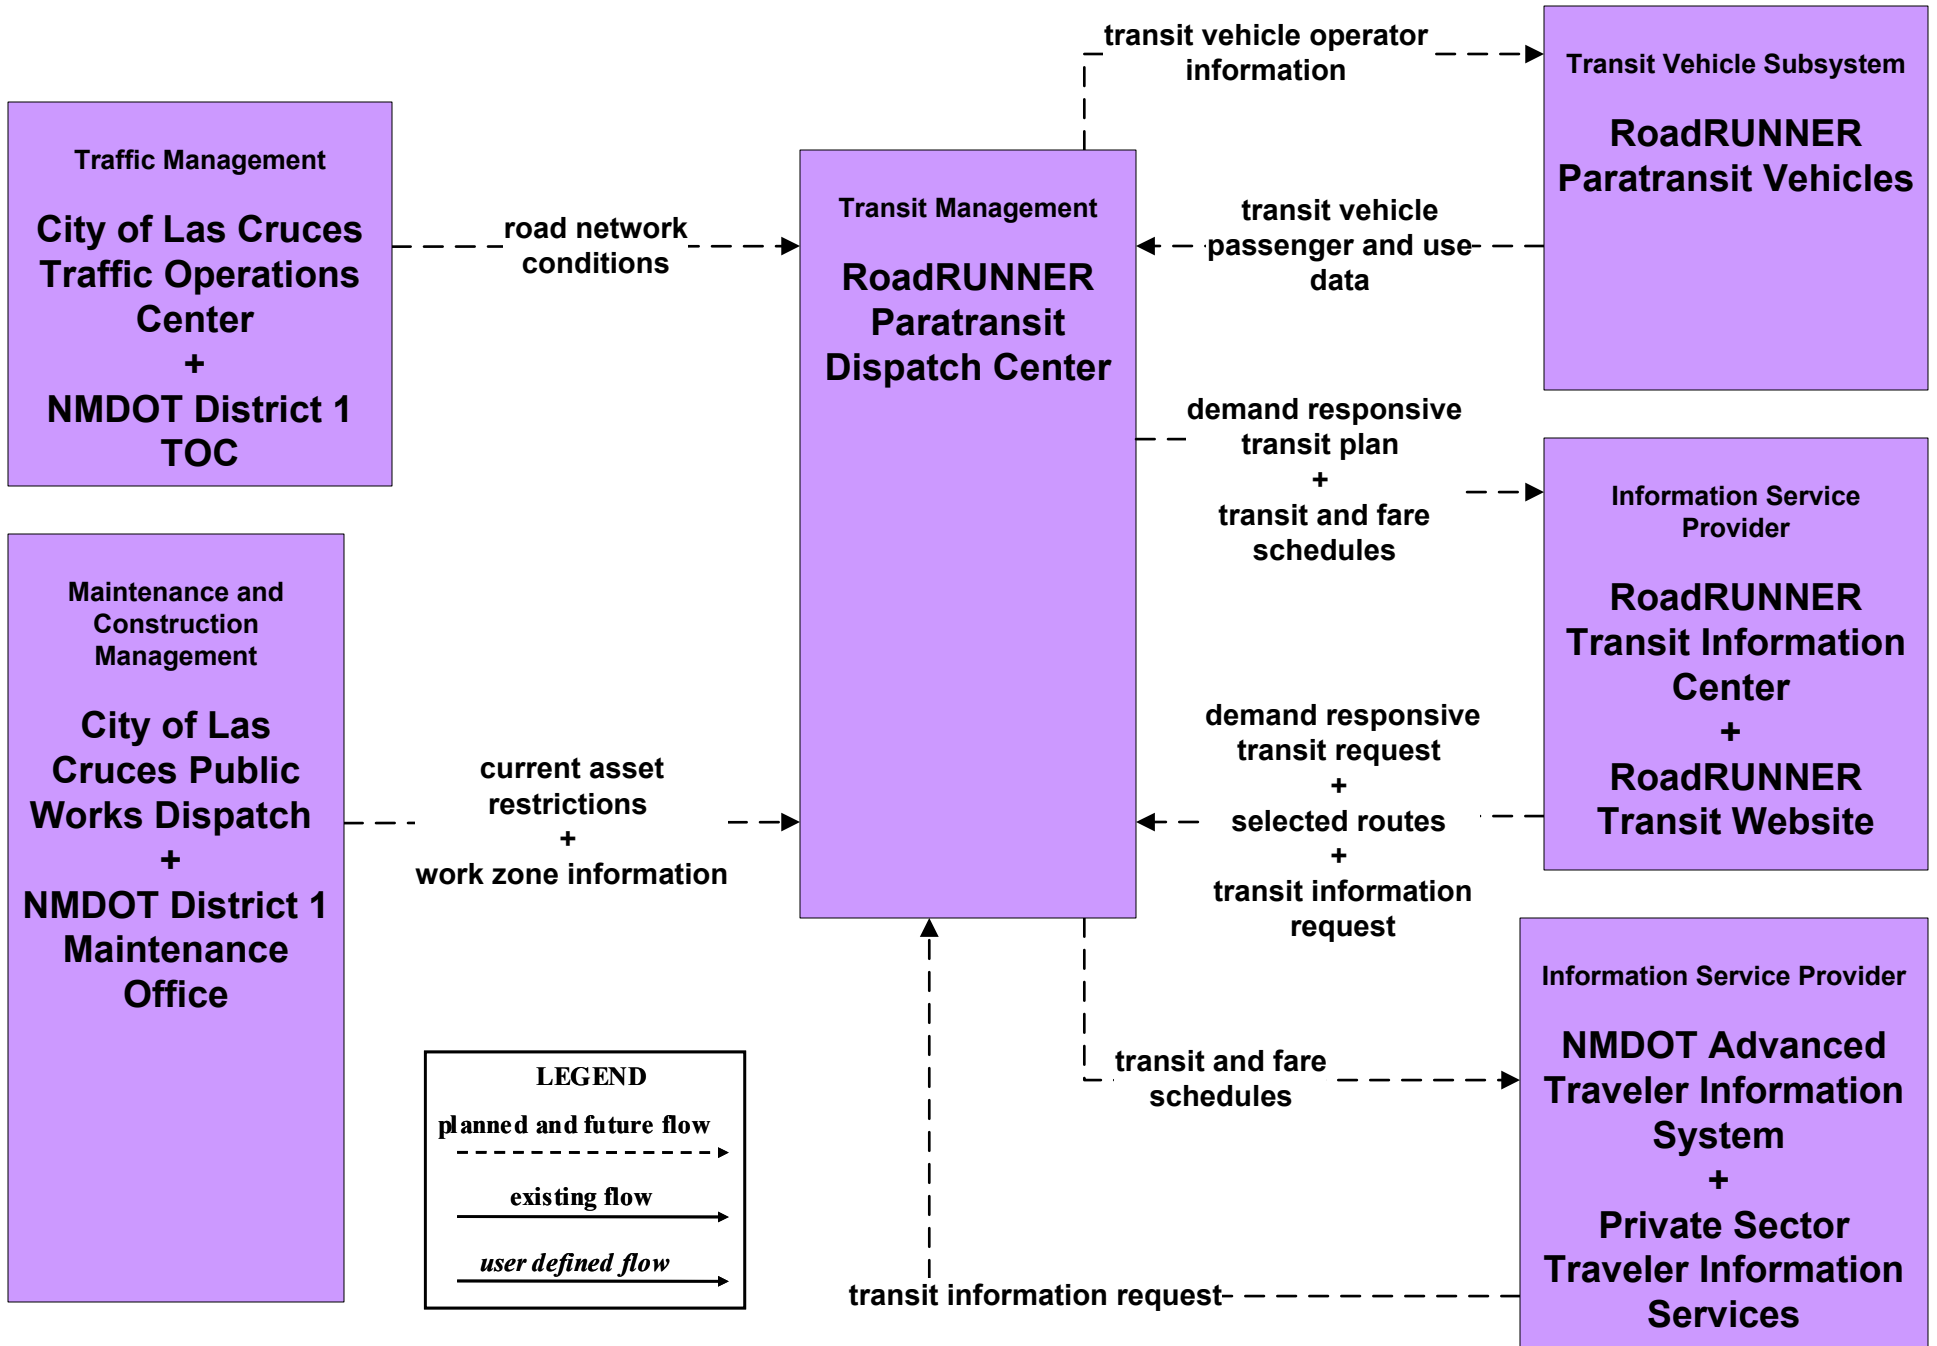 transit vehicle operator
information
Transit Vehicle Subsystem
RoadRUNNER
Paratransit Vehicles
Traffic Management
City of Las Cruces
Traffic Operations
Center
+
NMDOT District 1
TOC
road network
conditions
Transit Management
RoadRUNNER
Paratransit
Dispatch Center
transit vehicle
passenger and use
data
demand responsive
transit plan
+
transit and fare
schedules
Information Service
Provider
RoadRUNNER
Transit Information
Center
+
RoadRUNNER
Transit Website
Maintenance and
Construction
Management
City of Las
Cruces Public
Works Dispatch
+
NMDOT District 1
Maintenance
Office
current asset
restrictions
+
work zone information
demand responsive
transit request
+
selected routes
+
transit information
request
Information Service Provider
NMDOT Advanced
Traveler Information
System
+
Private Sector
Traveler Information
Services
transit and fare
schedules
transit information request
LEGEND
planned and future flow
existing flow
user defined flow